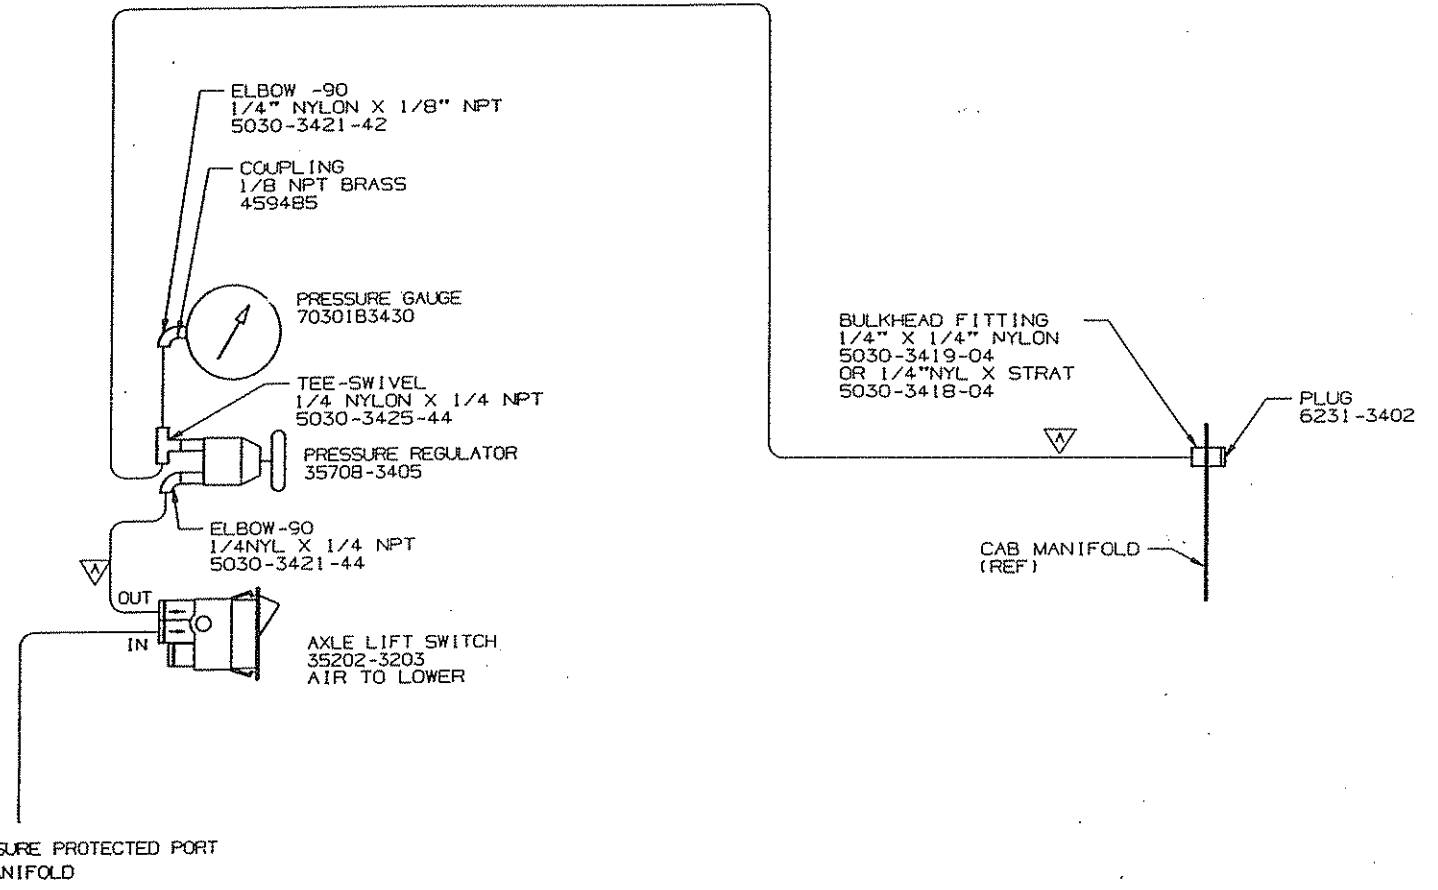 ELBOW -90
1/4" NYLON X 1/8" NPT
5030-3421-42
COUPLING
1/8 NPT BRASS
459485
PRESSURE GAUGE
70301B3430
TEE-SWIVEL
1/4 NYLON X 1/4 NPT
5030-3425-44
PRESSURE REGULATOR
35708-3405
ELBOW-90
1/4NYL X 1/4 NPT
5030-3421-44
A
OUT
IN
AXLE LIFT SWITCH
35202-3203
AIR TO LOWER
BULKHEAD FITTING
1/4" X 1/4" NYLON
5030-3419-04
OR 1/4"NYL X STRAT
5030-3418-04
A
PLUG
6231-3402
CAB MANIFOLD
(REF)
PROTECTED PORT